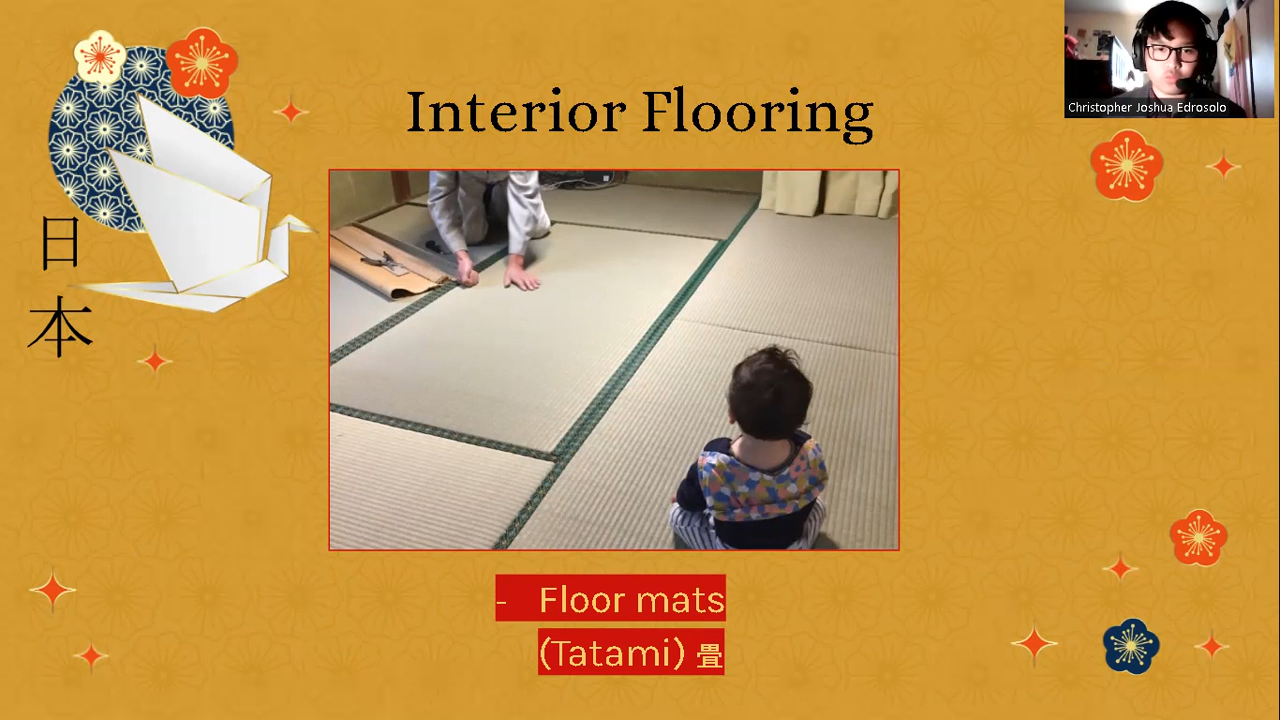 Christopher Joshua Edrosolo
Interior Flooring
日
本
- Floor mats
(Tatami) 畳